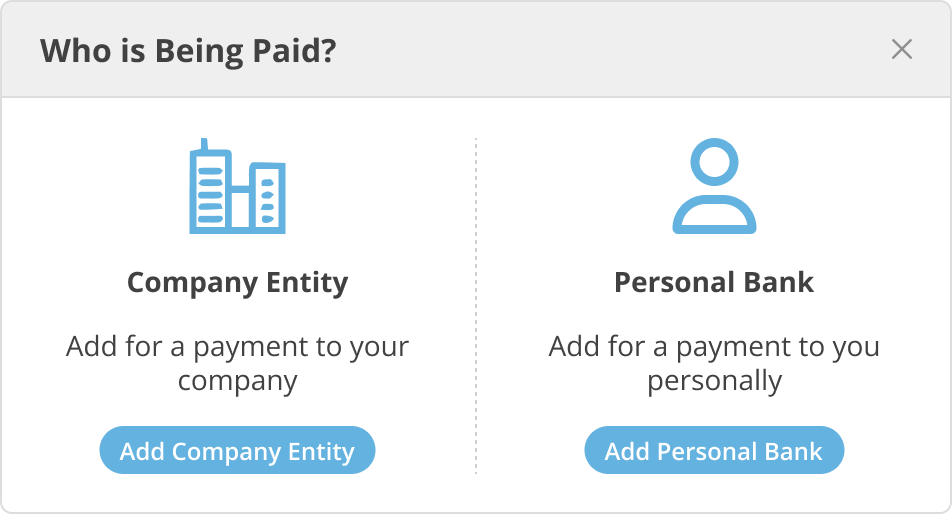 Who is Being Paid?
Company Entity
Add for a payment to your
company
Add Company Entity
Personal Bank
Add for a payment to you
personally
Add Personal Bank